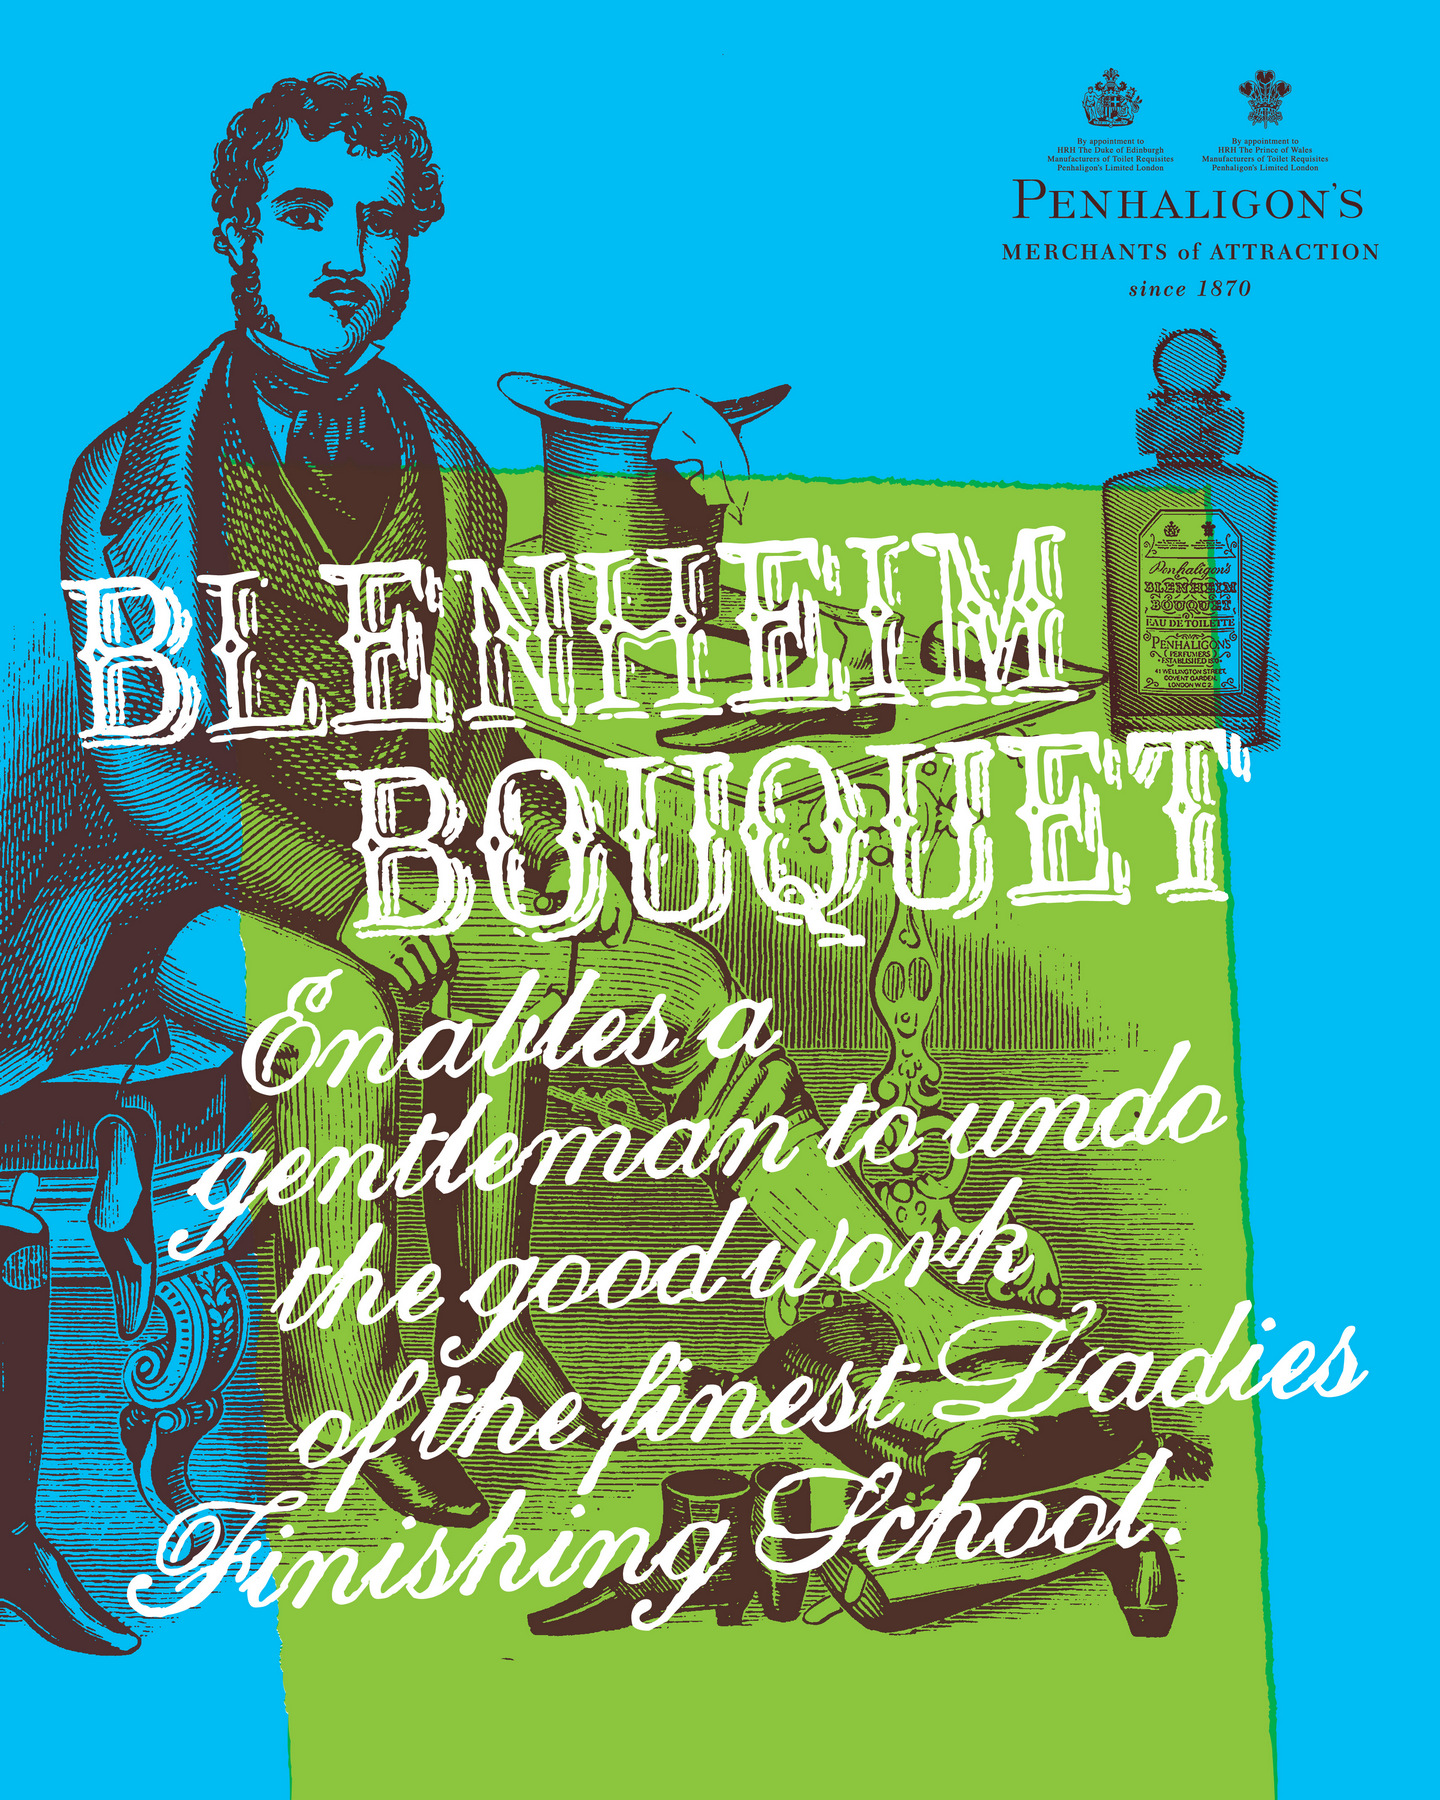 By appointment to
HRH The Duke of Edinburgh
Manufacturers of Toilet Requisites
Penhaligon's Limited London
By appointment to
HRH The Prince of Wales
Manufacturers of Toilet Requisites
Penhaligon's Limited London
PENHALIGON'S
MERCHANTS of ATTRACTION
since 1870
Penhaligon's
BLENHEIM
BOUQUET
EAU DE TOILETTE
PENHALIGON'S
(PERFUMERS)
ESTABLISHED 1870
41 WELLINGTON STREET,
COVENT GARDEN,
LONDON W.C.2.
BLENHEIM
BOUQUET
Enables a
gentleman to undo
the good work
of the finest Ladies
Finishing School.